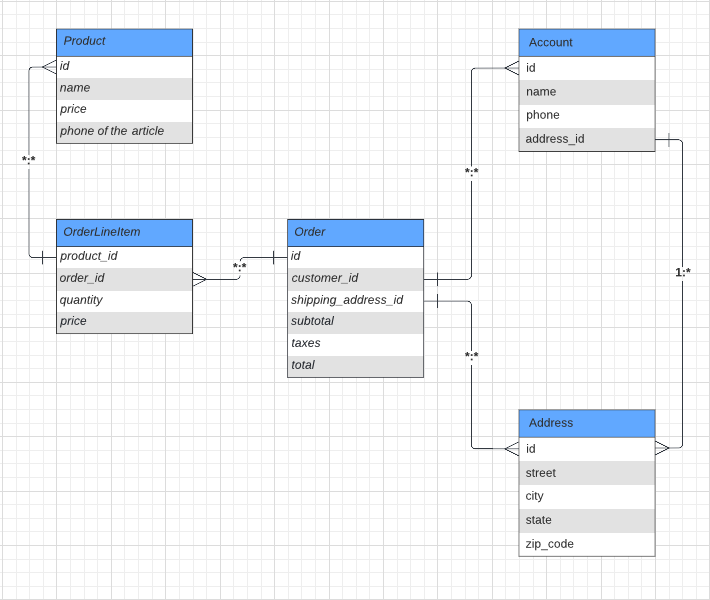 Product
id
name
price
phone of the article
*:*
OrderLineItem
product_id
order_id
quantity
price
*:*
Order
id
customer_id
shipping_address_id
subtotal
taxes
total
*:*
*:*
Account
id
name
phone
address_id
1:*
Address
id
street
city
state
zip_code